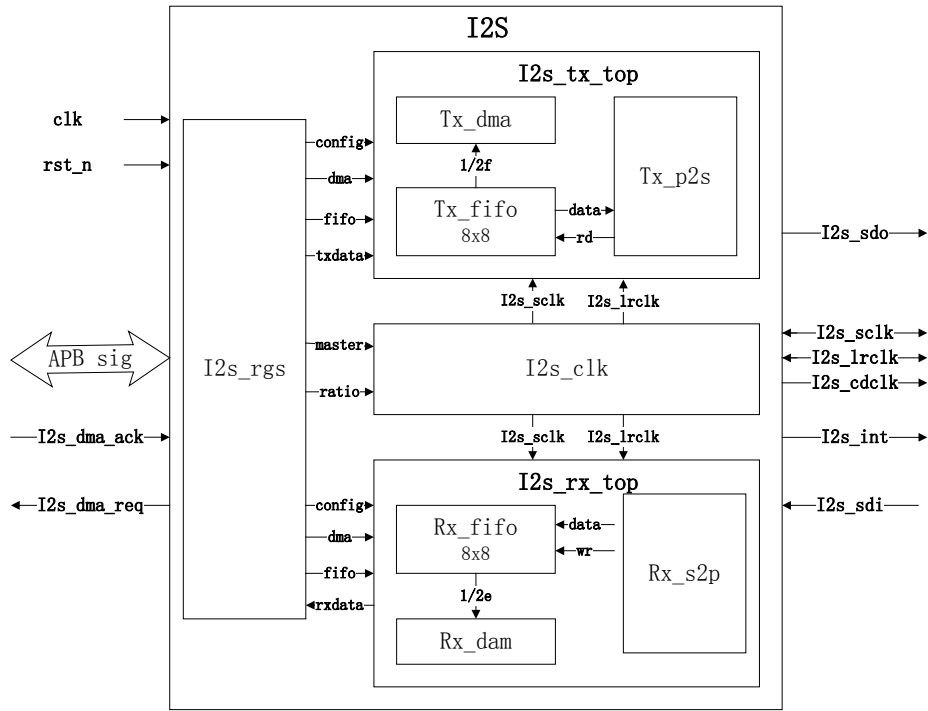 I2S
I2s_tx_top
clk
rst_n
config
dma
fifo
txdata
Tx_dma
1/2f
Tx_fifo
8x8
data
rd
Tx_p2s
I2s_sdo
I2s_sclk
I2s_lrclk
APB sig
I2s_rgs
master
ratio
I2s_clk
I2s_sclk
I2s_lrclk
I2s_cdclk
I2s_dma_ack
I2s_sclk
I2s_lrclk
I2s_int
I2s_rx_top
I2s_dma_req
config
dma
fifo
rxdata
Rx_fifo
8x8
data
wr
1/2e
Rx_dam
Rx_s2p
I2s_sdi